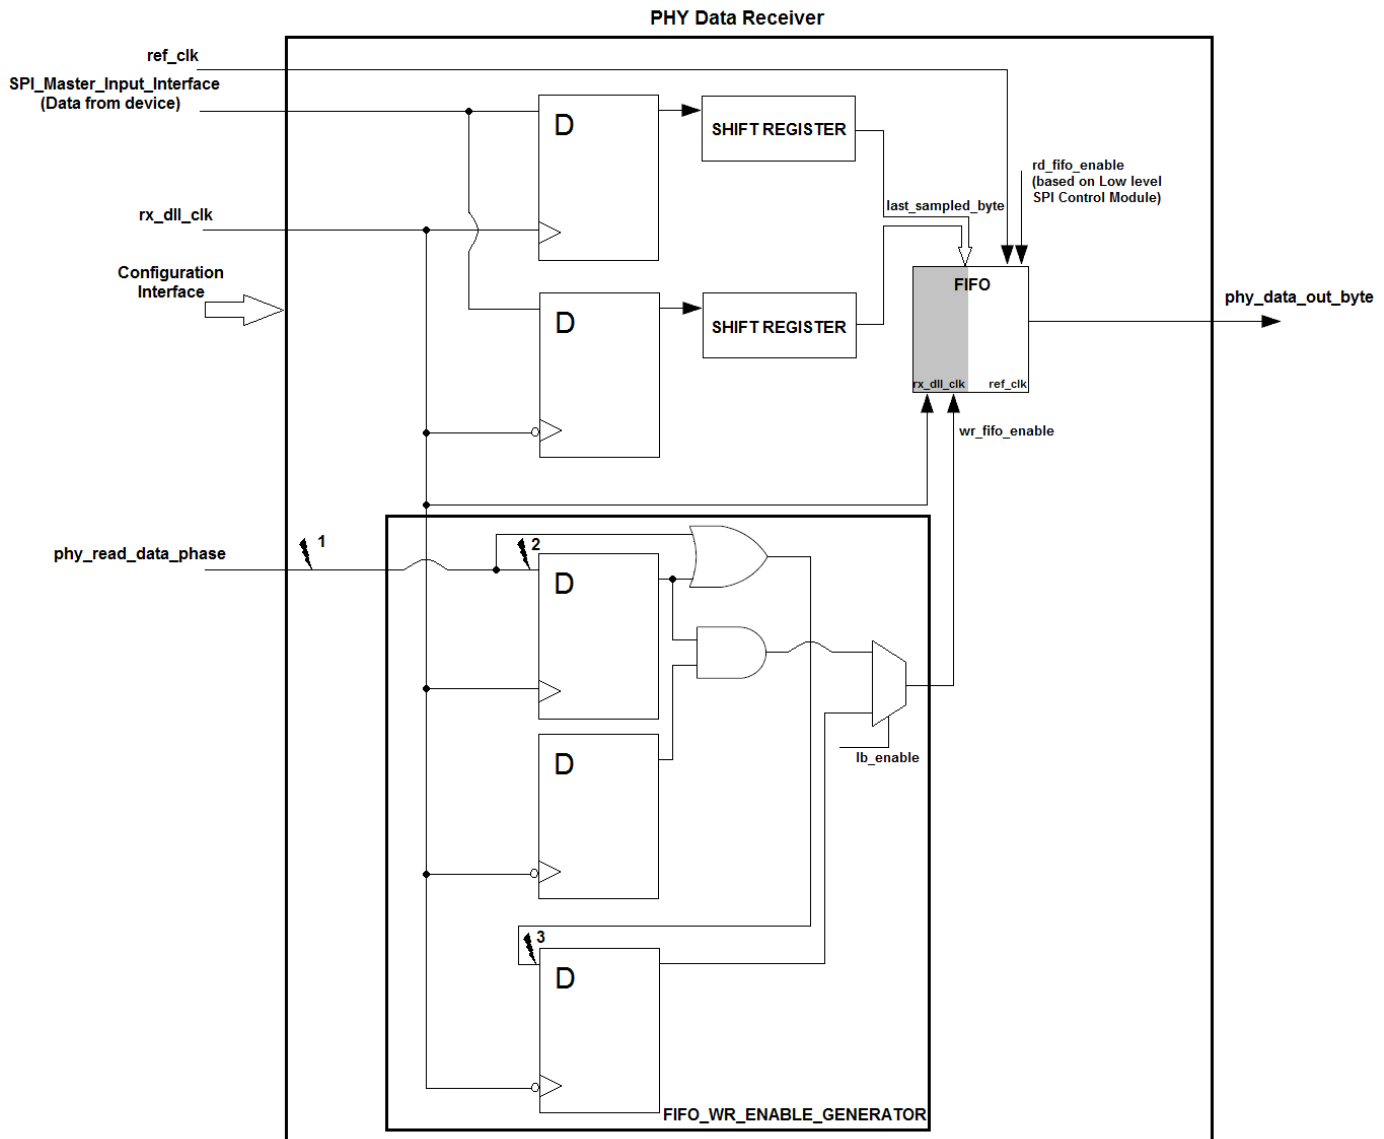 PHY Data Receiver
ref_clk
SPI_Master_Input_Interface
(Data from device)
D
SHIFT REGISTER
rd_fifo_enable
(based on Low level
SPI Control Module)
last_sampled_byte
rx_dll_clk
Configuration
Interface
FIFO
phy_data_out_byte
D
SHIFT REGISTER
rx_dll_clk
ref_clk
wr_fifo_enable
1
2
phy_read_data_phase
D
D
lb_enable
3
D
FIFO_WR_ENABLE_GENERATOR